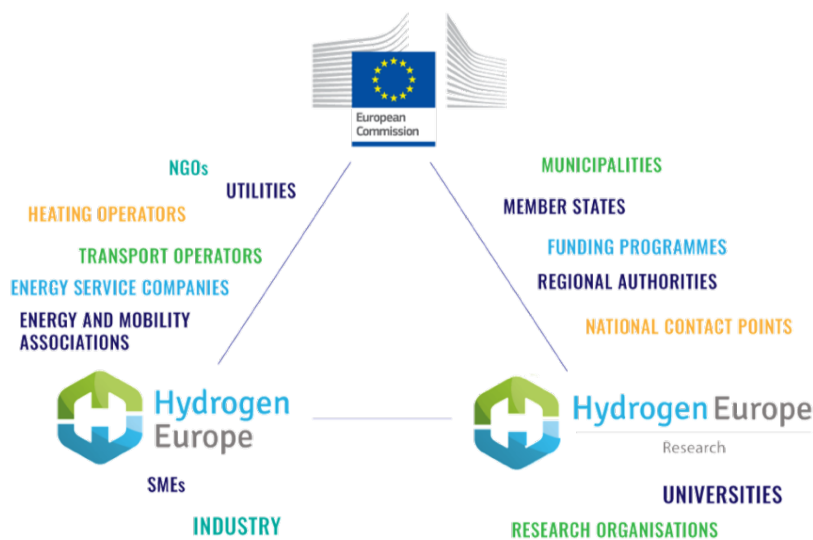 European
Commission
NGOs
UTILITIES
HEATING OPERATORS
TRANSPORT OPERATORS
ENERGY SERVICE COMPANIES
ENERGY AND MOBILITY
ASSOCIATIONS
MUNICIPALITIES
MEMBER STATES
FUNDING PROGRAMMES
REGIONAL AUTHORITIES
NATIONAL CONTACT POINTS
Hydrogen
Europe
SMEs
INDUSTRY
Hydrogen Europe
Research
UNIVERSITIES
RESEARCH ORGANISATIONS